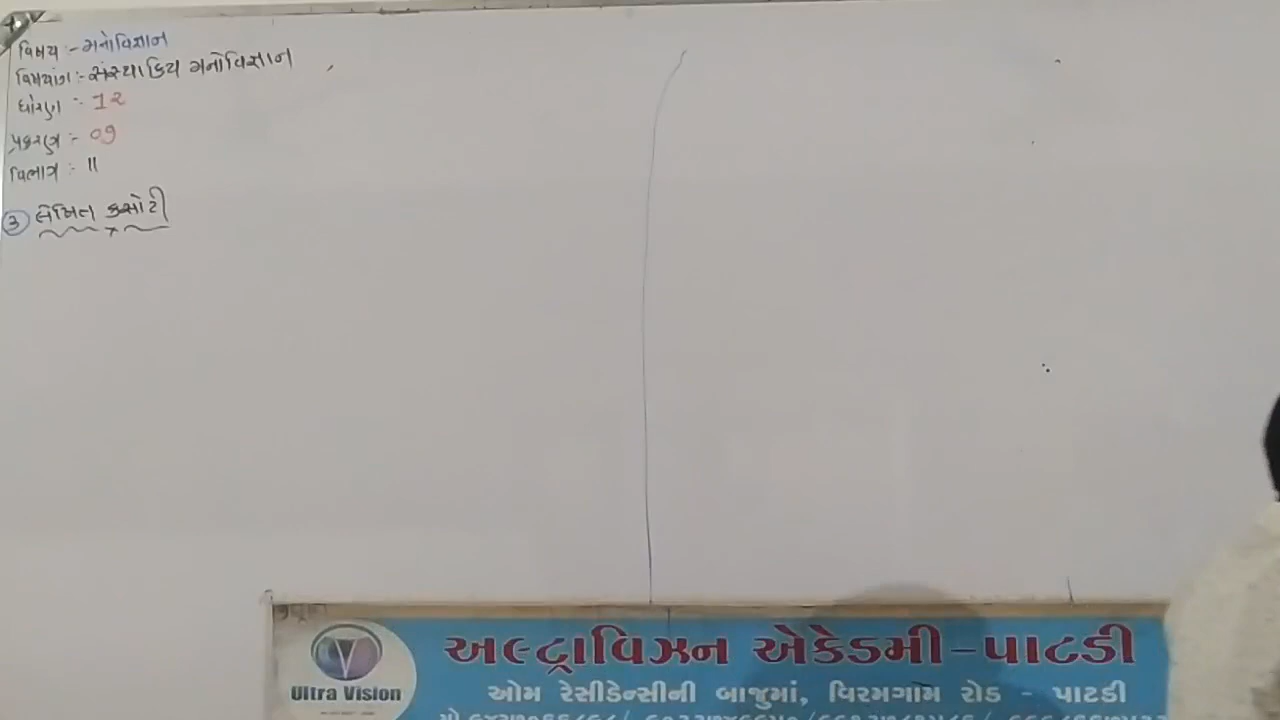 વિષય :- મનોવિજ્ઞાન
વિષયાંગ :- સંસ્થાકિય મનોવિજ્ઞાન
ધોરણ :- 12
પ્રકરણ :- 09
વિભાગ :- 11
3 લેખિત કસોટી
અલ્ટ્રાવિઝન એકેડમી - પાટડી
Ultra Vision
ઓમ રેસીડેન્સીની બાજુમાં, વિરમગામ રોડ - પાટડી